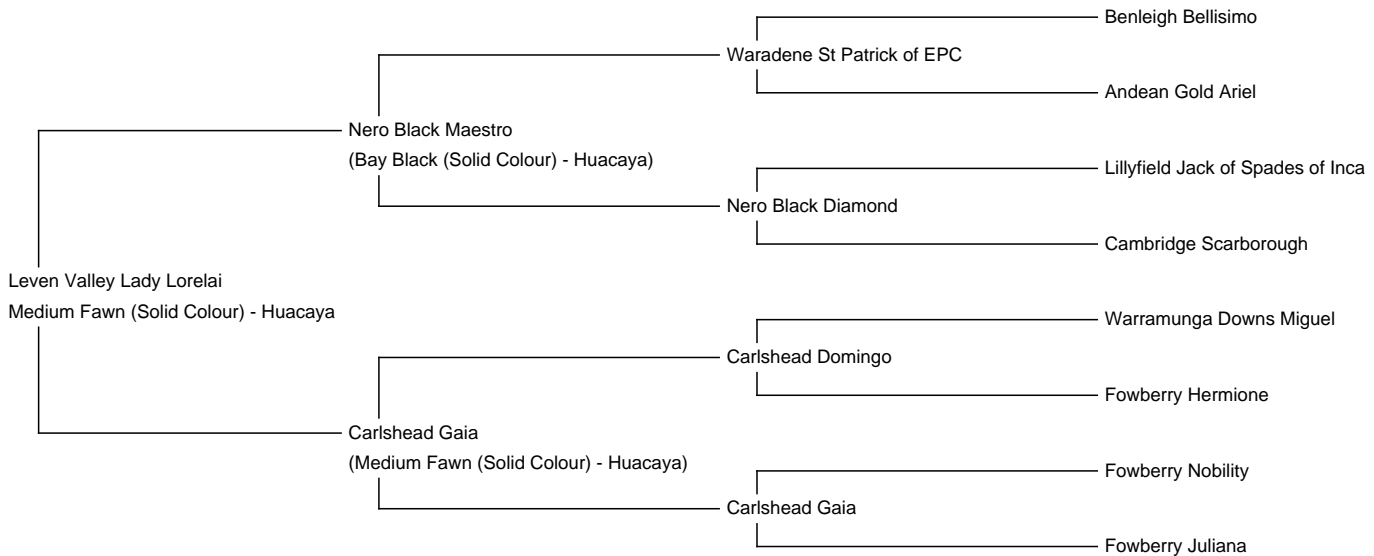 Benleigh Bellisimo
Waradene St Patrick of EPC
Andean Gold Ariel
Nero Black Maestro
(Bay Black (Solid Colour) - Huacaya)
Lillyfield Jack of Spades of Inca
Nero Black Diamond
Cambridge Scarborough
Leven Valley Lady Lorelai
Medium Fawn (Solid Colour) - Huacaya
Warramunga Downs Miguel
Carlshead Domingo
Fowberry Hermione
Carlshead Gaia
(Medium Fawn (Solid Colour) - Huacaya)
Fowberry Nobility
Carlshead Gaia
Fowberry Juliana